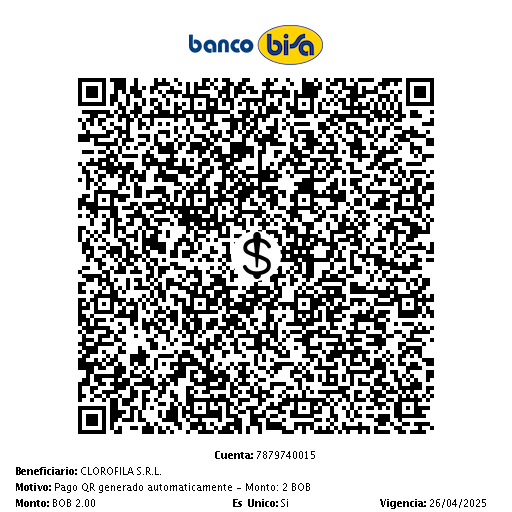 banco bisa
$
Cuenta: 7879740015
Beneficiario: CLOROFILA S.R.L.
Motivo: Pago QR generado automaticamente - Monto: 2 BOB
Monto: BOB 2.00 Es Unico: Si Vigencia: 26/04/2025